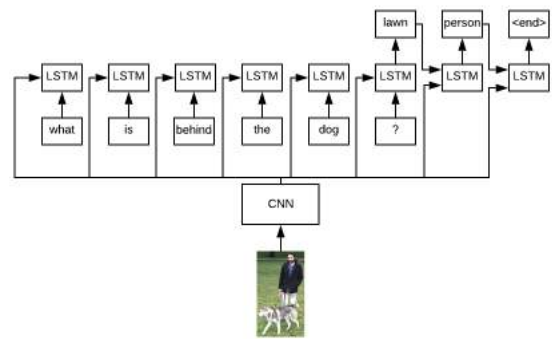 lawn person <end>
LSTM LSTM LSTM LSTM LSTM LSTM LSTM LSTM
what is behind the dog ?
CNN